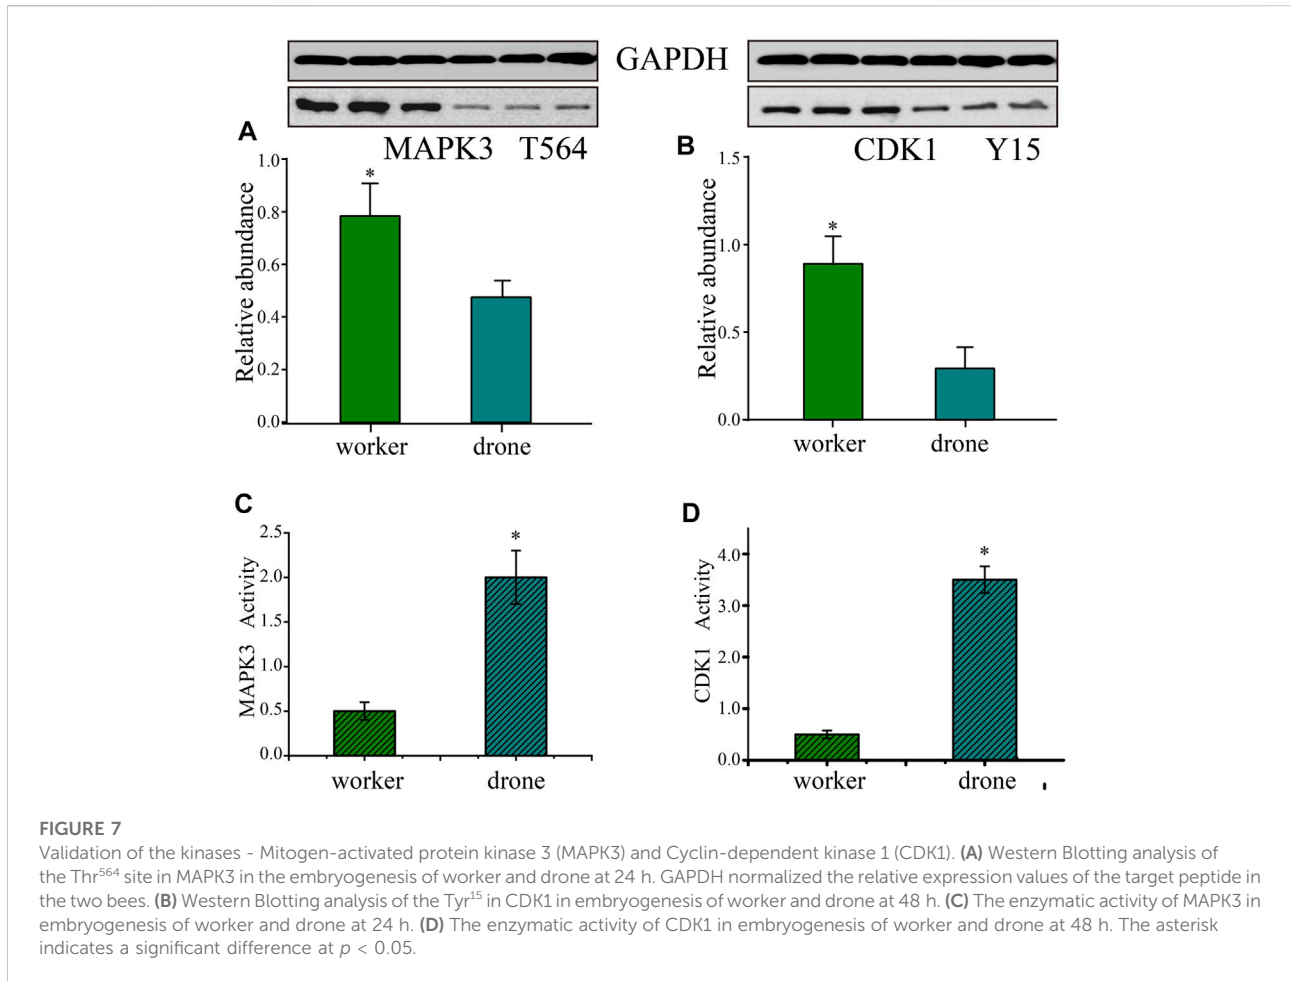 GAPDH
A
MAPK3 T564
Relative abundance
1.0
0.8
0.6
0.4
0.2
0.0
*
worker drone
B
CDK1 Y15
Relative abundance
1.5
1.0
0.5
0.0
*
worker drone
C
MAPK3 Activity
2.5
2.0
1.5
1.0
0.5
0.0
*
worker drone
D
CDK1 Activity
4.0
3.0
2.0
1.0
0.0
*
worker drone
FIGURE 7
Validation of the kinases - Mitogen-activated protein kinase 3 (MAPK3) and Cyclin-dependent kinase 1 (CDK1). (A) Western Blotting analysis of
the Thr⁵⁶⁴ site in MAPK3 in the embryogenesis of worker and drone at 24 h. GAPDH normalized the relative expression values of the target peptide in
the two bees. (B) Western Blotting analysis of the Tyr¹⁵ in CDK1 in embryogenesis of worker and drone at 48 h. (C) The enzymatic activity of MAPK3 in
embryogenesis of worker and drone at 24 h. (D) The enzymatic activity of CDK1 in embryogenesis of worker and drone at 48 h. The asterisk
indicates a significant difference at p < 0.05.